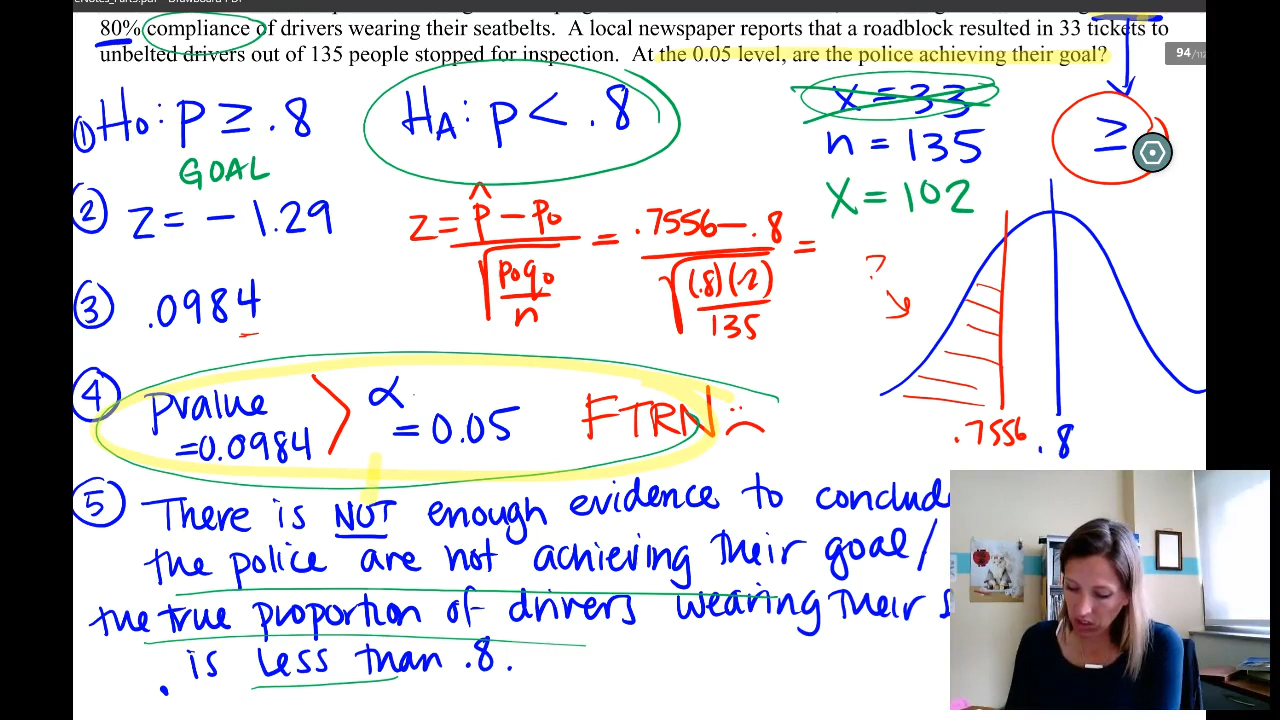 80% compliance of drivers wearing their seatbelts. A local newspaper reports that a roadblock resulted in 33 tickets to
unbelted drivers out of 135 people stopped for inspection. At the 0.05 level, are the police achieving their goal?
94
① H₀: p ≥ .8 Hₐ: p < .8
GOAL
x = 33
n = 135
x = 102
≥
② z = -1.29
z = p̂ - p₀ / √(p₀q₀/n) = .7556 - .8 / √((.8)(.2)/135) =
③ .0984
?
.7556 .8
④ pvalue = 0.0984 > α = 0.05 FTRN
⑤ There is NOT enough evidence to conclude
the police are not achieving their goal/
the true proportion of drivers wearing their
is less than .8.